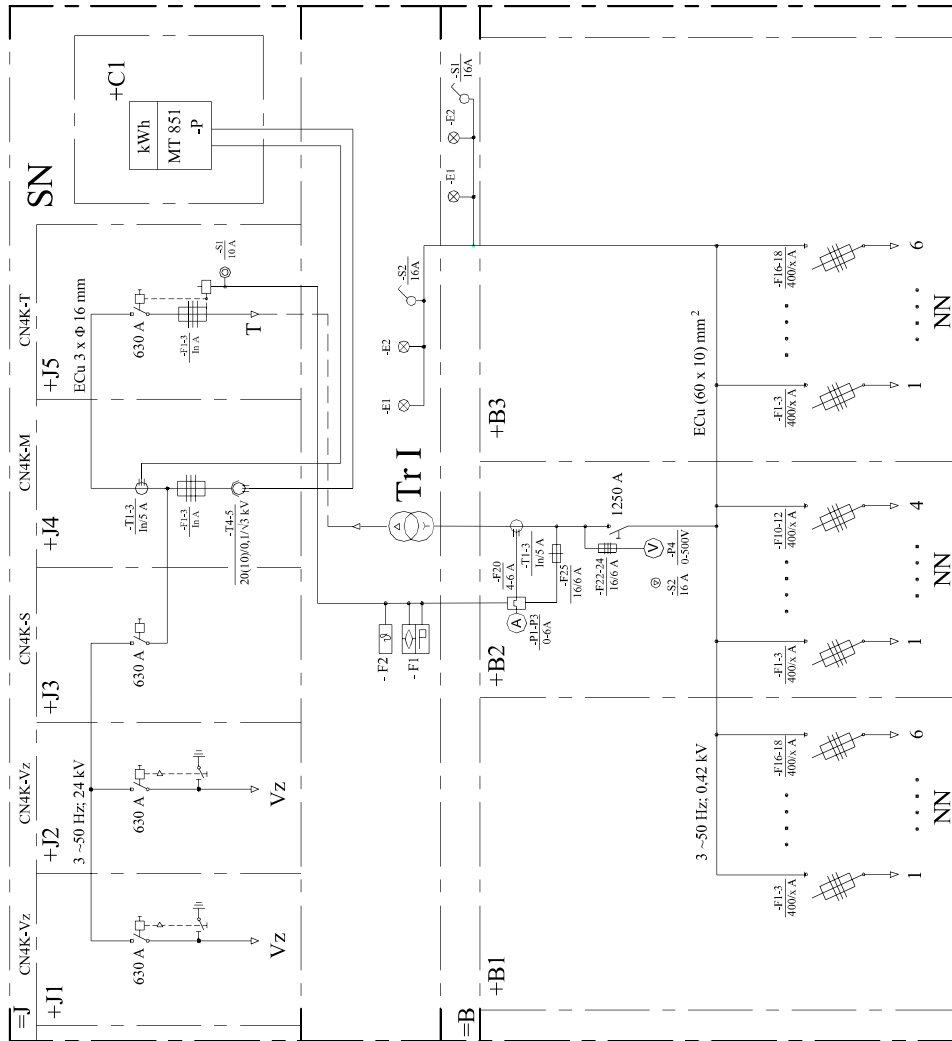 =J
+J1
CN4K-Vz
630 A
Vz
+J2
CN4K-Vz
3 ~50 Hz; 24 kV
630 A
Vz
+J3
CN4K-S
630 A
+J4
CN4K-M
-T1-3
In/5 A
-F1-3
In A
-T4-5
20(10)/0,1/√3 kV
+J5
CN4K-T
ECu 3 x Φ 16 mm
630 A
-F1-3
In A
-S1
10 A
T
SN
+C1
kWh
MT 851
-P
- F2
ϑ
- F1
P
Tr I
-E1
-E2
-S2
16A
-E1
-E2
-S1
16A
=B
+B1
3 ~50 Hz; 0,42 kV
-F1-3
400/x A
1
-F16-18
400/x A
6
NN
+B2
A
-P1-P3
0-6A
-F20
4-6 A
-T1-3
In/5 A
-F25
16/6 A
-F22-24
16/6 A
V
-P4
0-500V
-S2
16 A
1250 A
-F1-3
400/x A
1
-F10-12
400/x A
4
NN
+B3
ECu (60 x 10) mm²
-F1-3
400/x A
1
-F16-18
400/x A
6
NN